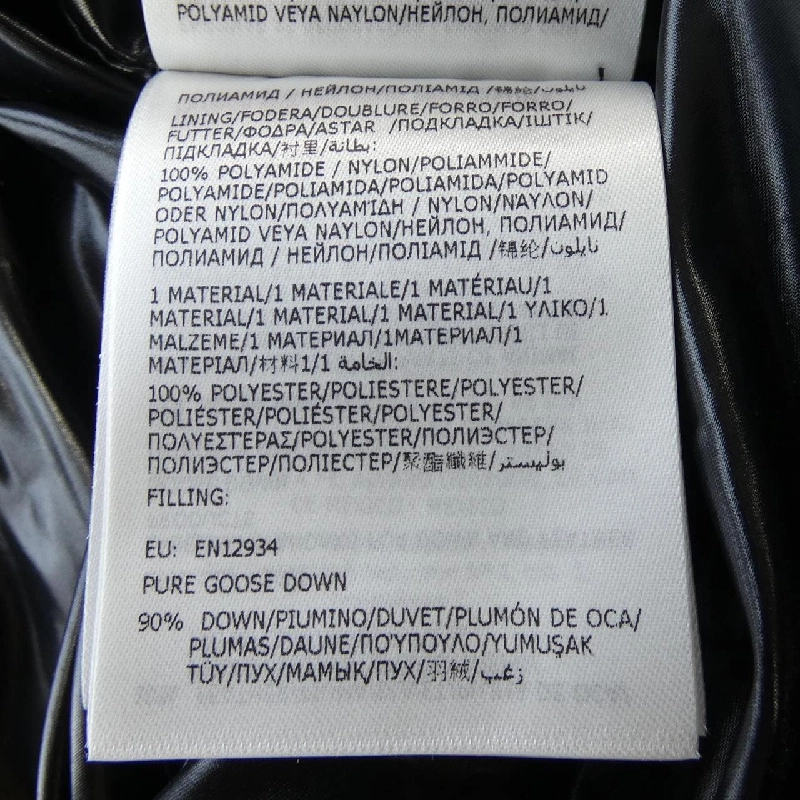 POLYAMID VEYA NAYLON/НЕЙЛОН, ПОЛИАМИД/
ПОЛИАМИД / НЕЙЛОН/ПОЛІАМІД /锦纶/نايلون
LINING/FODERA/DOUBLURE/FORRO/FORRO/
FUTTER/ΦΟΔΡΑ/ASTAR /ПОДКЛАДКА/ІШТІК/
ПІДКЛАДКА/衬里/بطانة:
100% POLYAMIDE / NYLON/POLIAMMIDE/
POLYAMIDE/POLIAMIDA/POLIAMIDA/POLYAMID
ODER NYLON/ΠΟΛΥΑΜΊΔΗ / NYLON/ΝΑΥΛΟΝ/
POLYAMID VEYA NAYLON/НЕЙЛОН, ПОЛИАМИД/
ПОЛИАМИД / НЕЙЛОН/ПОЛІАМІД /锦纶/نايلون
1 MATERIAL/1 MATERIALE/1 MATÉRIAU/1
MATERIAL/1 MATERIAL/1 MATERIAL/1 ΥΛΙΚΟ/1
MALZEME/1 МАТЕРИАЛ/1МАТЕРИАЛ/1
МАТЕРІАЛ/材料1/1 الخامة:
100% POLYESTER/POLIESTERE/POLYESTER/
POLIÉSTER/POLIÉSTER/POLYESTER/
ΠΟΛΥΕΣΤΕΡΑΣ/POLYESTER/ПОЛИЭСТЕР/
ПОЛИЭСТЕР/ПОЛІЕСТЕР/聚酯纖維/بوليستر
FILLING:
EU: EN12934
PURE GOOSE DOWN
90% DOWN/PIUMINO/DUVET/PLUMÓN DE OCA/
PLUMAS/DAUNE/ΠΟΥΠΟΥΛΟ/YUMUŞAK
TÜY/ПУХ/МАМЫҚ/ПУХ/羽絨/زغب